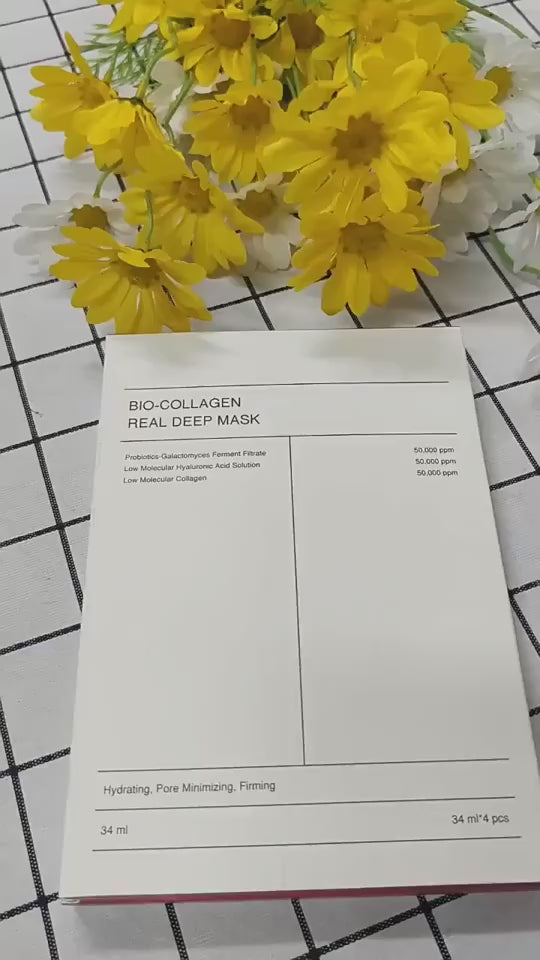 BIO-COLLAGEN
REAL DEEP MASK
Probiotics-Galactomyces Ferment Filtrate 50,000 ppm
Low Molecular Hyaluronic Acid Solution 50,000 ppm
Low Molecular Collagen 50,000 ppm
Hydrating, Pore Minimizing, Firming
34 ml 34 ml*4 pcs